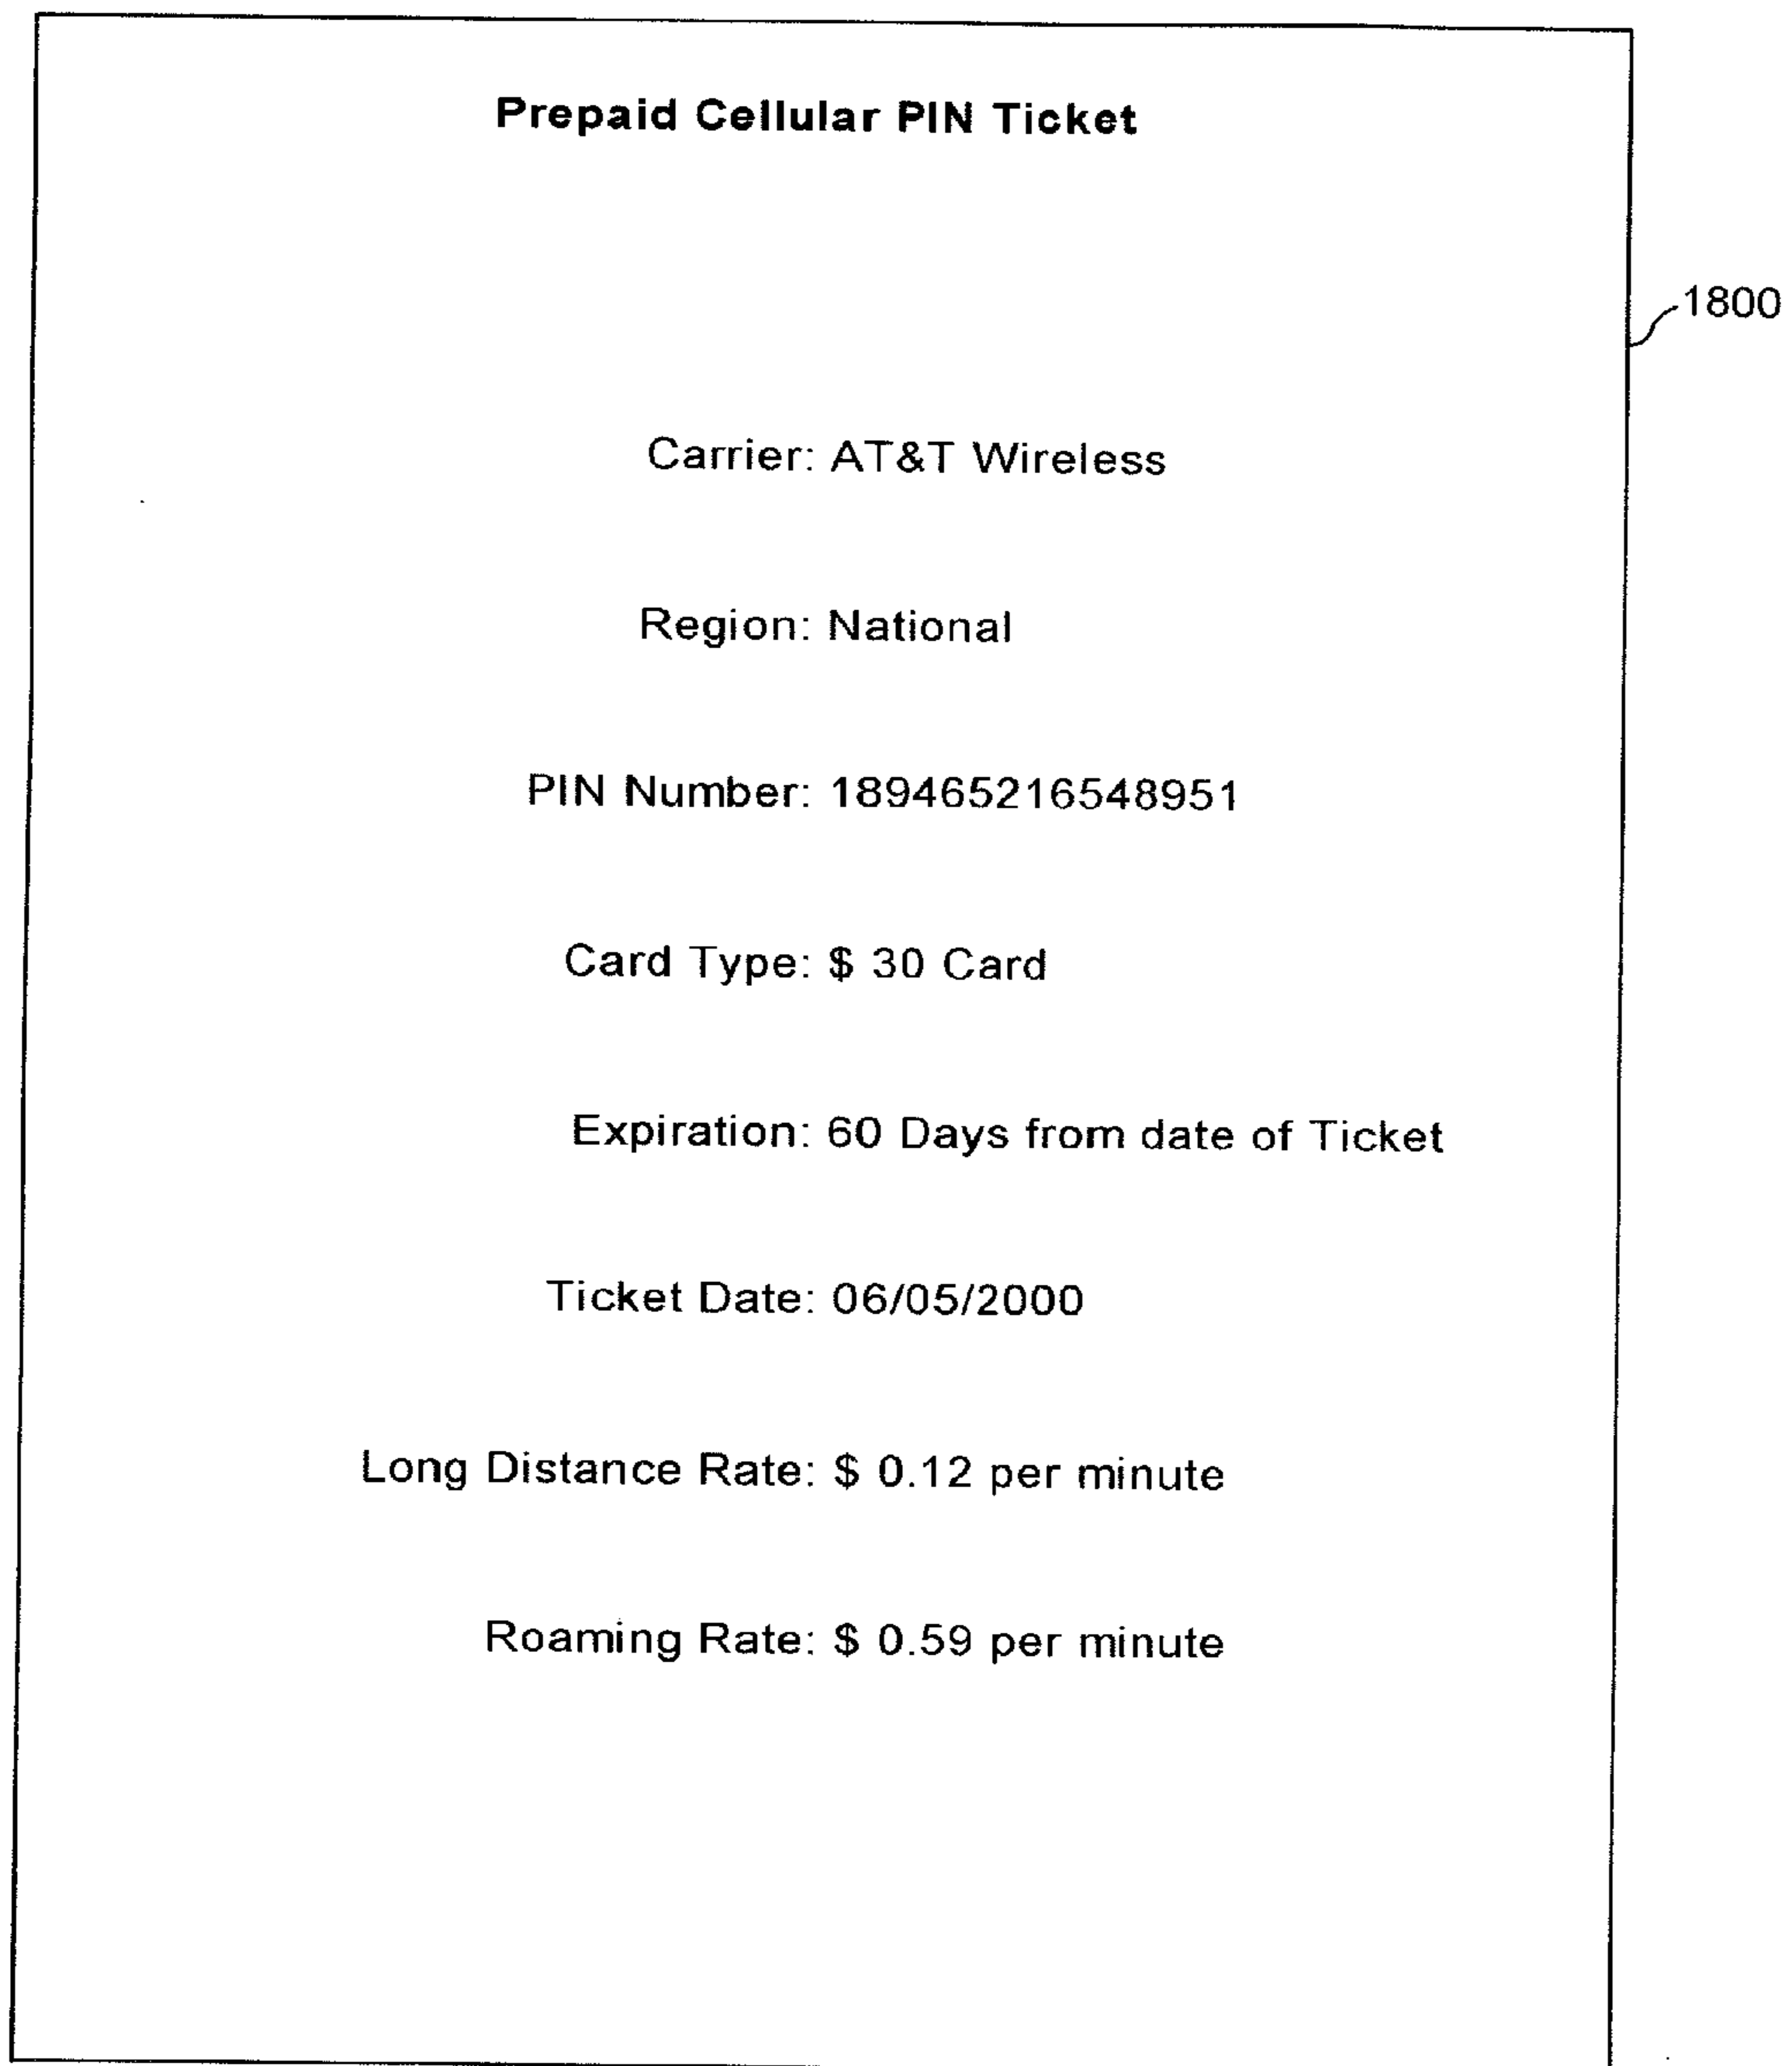 Prepaid Cellular PIN Ticket
1800
Carrier: AT&T Wireless
Region: National
PIN Number: 189465216548951
Card Type: $ 30 Card
Expiration: 60 Days from date of Ticket
Ticket Date: 06/05/2000
Long Distance Rate: $ 0.12 per minute
Roaming Rate: $ 0.59 per minute